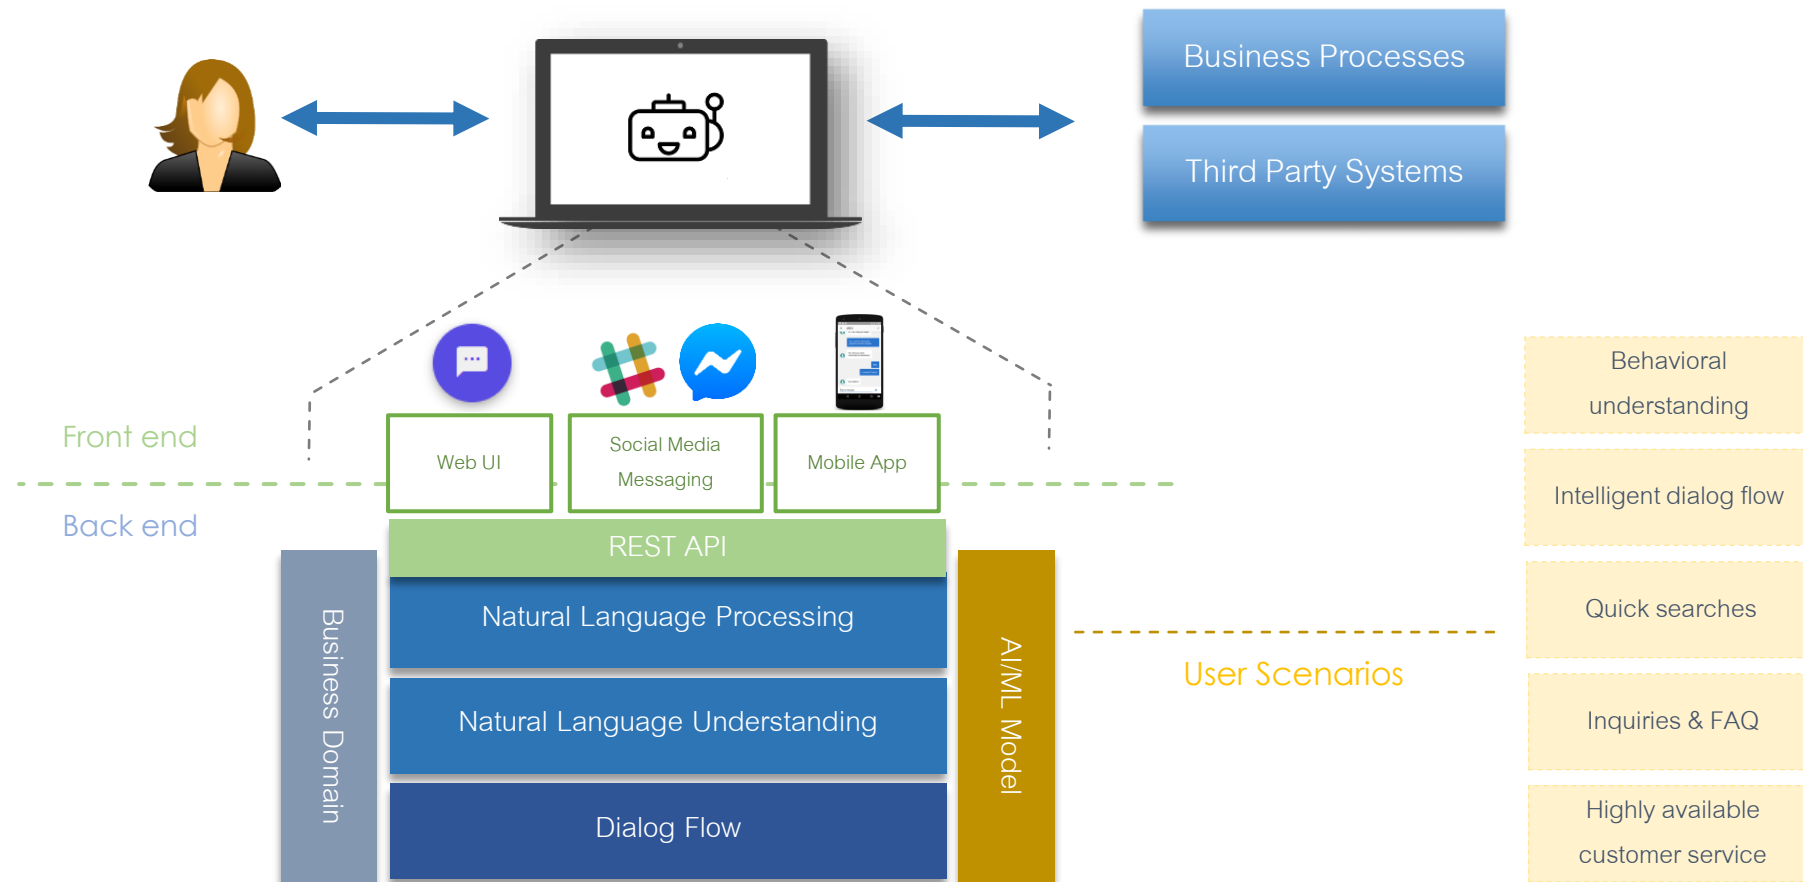 Business Processes
Third Party Systems
Front end
Back end
Web UI
Social Media
Messaging
Mobile App
REST API
Natural Language Processing
Natural Language Understanding
Dialog Flow
Business Domain
AI/ML Model
User Scenarios
Behavioral
understanding
Intelligent dialog flow
Quick searches
Inquiries & FAQ
Highly available
customer service